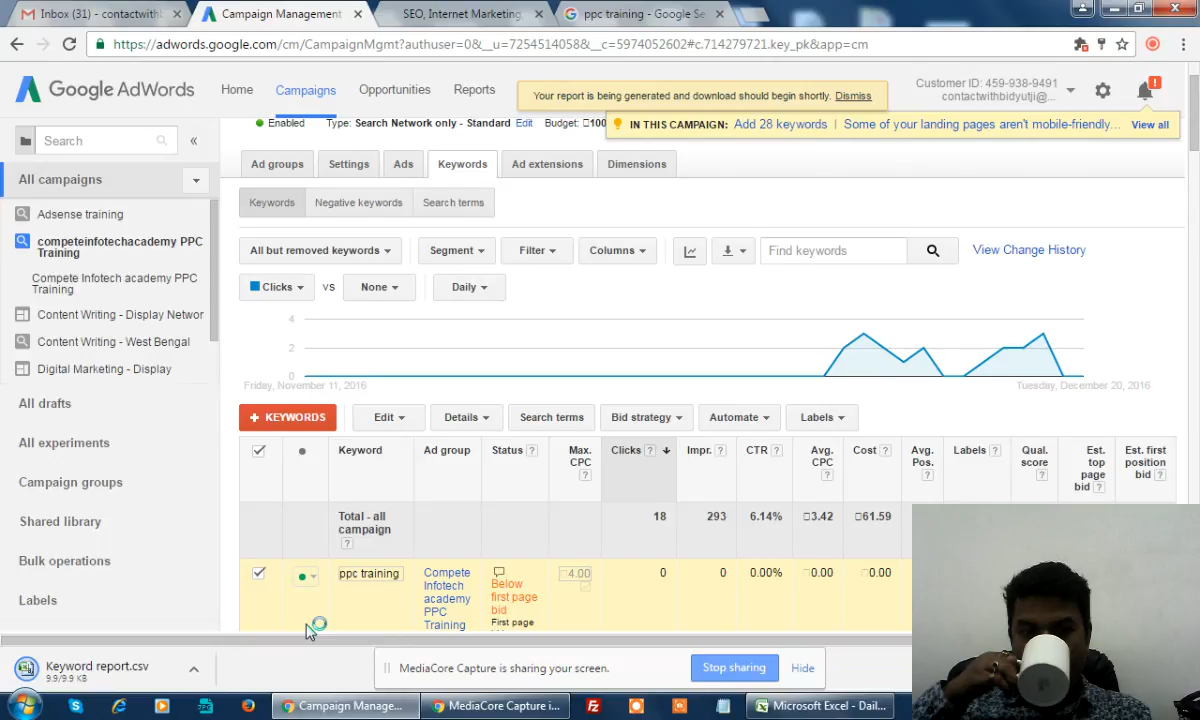 Inbox (31) - contactwithb
Campaign Management
SEO, Internet Marketing,
ppc training - Google Se
https://adwords.google.com/cm/CampaignMgmt?authuser=0&__u=7254514058&__c=5974052602#c.714279721.key_pk&app=cm
Google AdWords
Home
Campaigns
Opportunities
Reports
Your report is being generated and download should begin shortly. Dismiss
Customer ID: 459-938-9491
contactwithbidyutji@...
Enabled Type: Search Network only - Standard Edit Budget: □100
IN THIS CAMPAIGN: Add 28 keywords | Some of your landing pages aren't mobile-friendly... View all
Search
«
All campaigns
Adsense training
competeinfotechacademy PPC
Training
Compete Infotech academy PPC
Training
Content Writing - Display Networ
Content Writing - West Bengal
Digital Marketing - Display
All drafts
All experiments
Campaign groups
Shared library
Bulk operations
Labels
Ad groups
Settings
Ads
Keywords
Ad extensions
Dimensions
Keywords
Negative keywords
Search terms
All but removed keywords
Segment
Filter
Columns
Find keywords
View Change History
Clicks
VS
None
Daily
4
2
0
Friday, November 11, 2016
Tuesday, December 20, 2016
+ KEYWORDS
Edit
Details
Search terms
Bid strategy
Automate
Labels
Keyword
Ad group
Status ?
Max.
CPC
?
Clicks ?
Impr. ?
CTR ?
Avg.
CPC
?
Cost ?
Avg.
Pos.
?
Labels ?
Qual.
score
?
Est.
top
page
bid ?
Est. first
position
bid ?
Total - all
campaign
?
18
293
6.14%
□3.42
□61.59
ppc training
Compete
Infotech
academy
PPC
Training
Below
first page
bid
First page
□4.00
0
0
0.00%
□0.00
□0.00
Keyword report.csv
9.9/9.9 KB
MediaCore Capture is sharing your screen.
Stop sharing
Hide
Campaign Manage...
MediaCore Capture i...
Microsoft Excel - Dail...